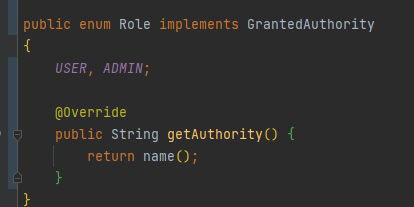 public enum Role implements GrantedAuthority
{
    USER, ADMIN;
    @Override
    public String getAuthority() {
        return name();
    }
}